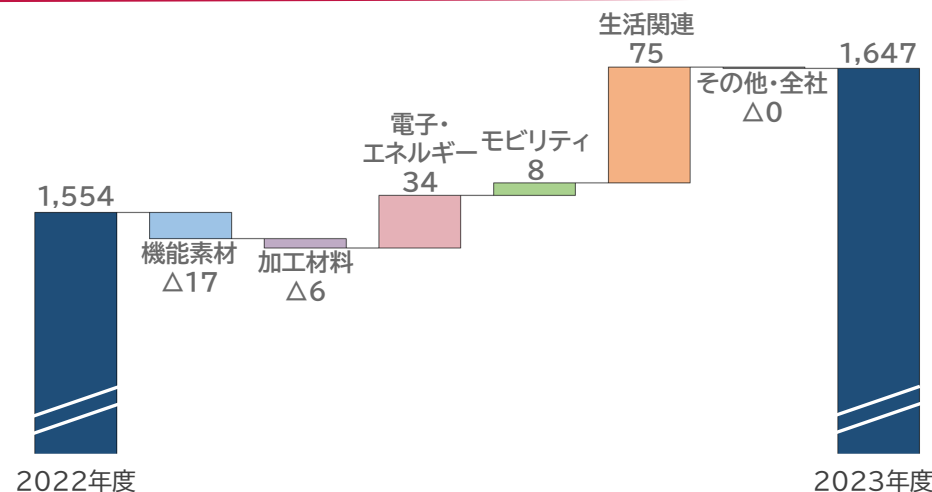 1,554
機能素材
△17
加工材料
△6
電子・
エネルギー
34
モビリティ
8
生活関連
75
その他・全社
△0
1,647
2022年度
2023年度